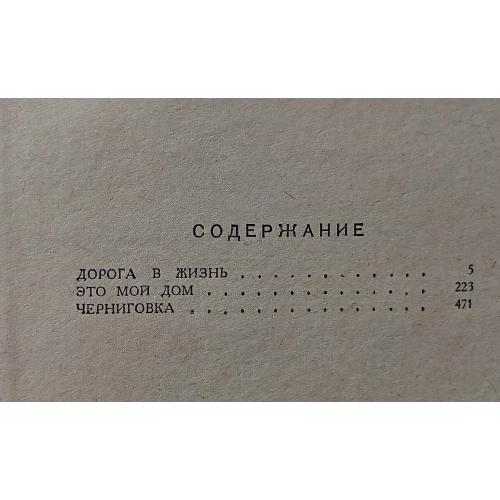 СОДЕРЖАНИЕ
ДОРОГА В ЖИЗНЬ . . . . . . . . . . . . 5
ЭТО МОЙ ДОМ . . . . . . . . . . . . . . 223
ЧЕРНИГОВКА . . . . . . . . . . . . . . . 471